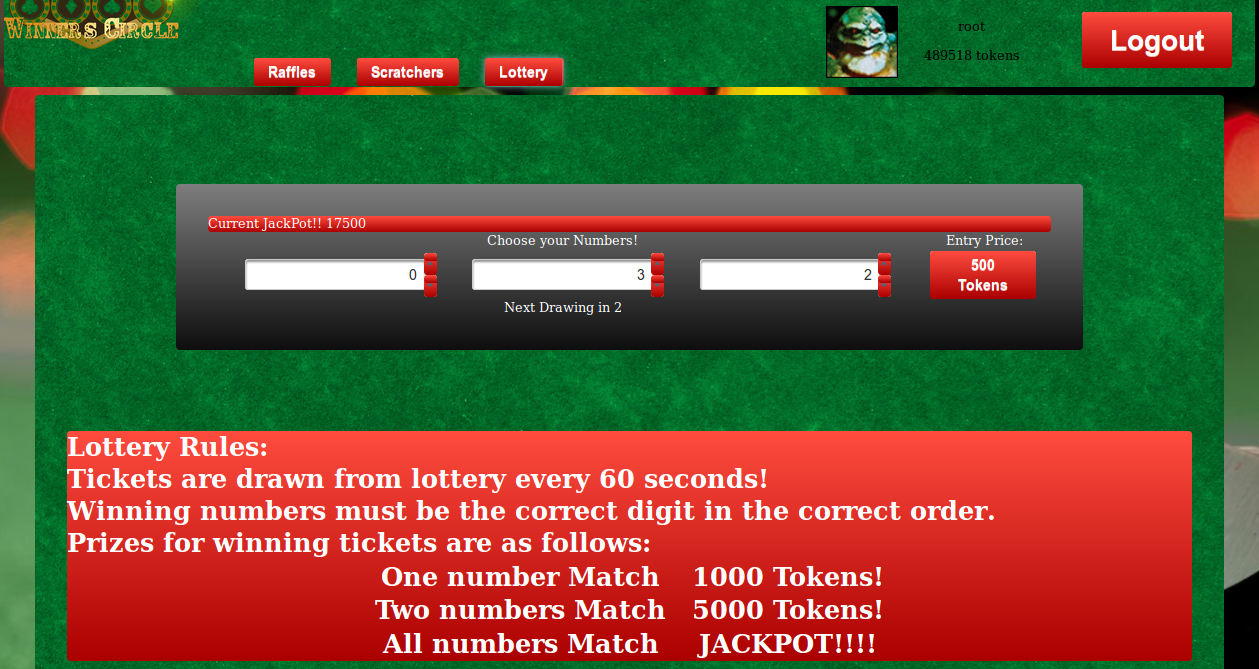 WINNERS CIRCLE
root
489518 tokens
Logout
Raffles
Scratchers
Lottery
Current JackPot!! 17500
Choose your Numbers!
Entry Price:
0
3
2
500
Tokens
Next Drawing in 2
Lottery Rules:
Tickets are drawn from lottery every 60 seconds!
Winning numbers must be the correct digit in the correct order.
Prizes for winning tickets are as follows:
One number Match 1000 Tokens!
Two numbers Match 5000 Tokens!
All numbers Match JACKPOT!!!!